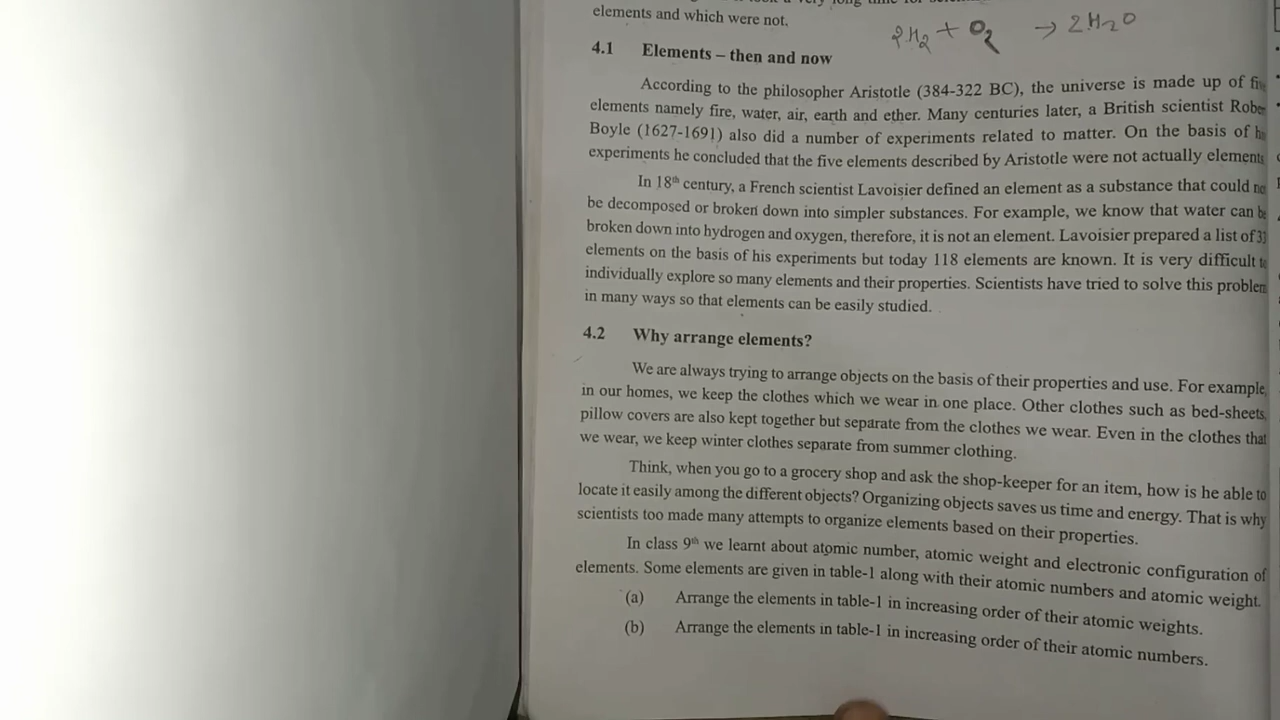 elements and which were not.
2H2 + O2 → 2H2O
4.1 Elements – then and now
According to the philosopher Aristotle (384-322 BC), the universe is made up of
elements namely fire, water, air, earth and ether. Many centuries later, a British scientist
Boyle (1627-1691) also did a number of experiments related to matter. On the basis of
experiments he concluded that the five elements described by Aristotle were not actually elements
In 18th century, a French scientist Lavoisier defined an element as a substance that could
be decomposed or broken down into simpler substances. For example, we know that water can
broken down into hydrogen and oxygen, therefore, it is not an element. Lavoisier prepared a list of
elements on the basis of his experiments but today 118 elements are known. It is very difficult
individually explore so many elements and their properties. Scientists have tried to solve this
in many ways so that elements can be easily studied.
4.2 Why arrange elements?
We are always trying to arrange objects on the basis of their properties and use. For example,
in our homes, we keep the clothes which we wear in one place. Other clothes such as bed-sheets,
pillow covers are also kept together but separate from the clothes we wear. Even in the clothes that
we wear, we keep winter clothes separate from summer clothing.
Think, when you go to a grocery shop and ask the shop-keeper for an item, how is he able to
locate it easily among the different objects? Organizing objects saves us time and energy. That is why
scientists too made many attempts to organize elements based on their properties.
In class 9th we learnt about atomic number, atomic weight and electronic configuration of
elements. Some elements are given in table-1 along with their atomic numbers and atomic weight.
(a) Arrange the elements in table-1 in increasing order of their atomic weights.
(b) Arrange the elements in table-1 in increasing order of their atomic numbers.